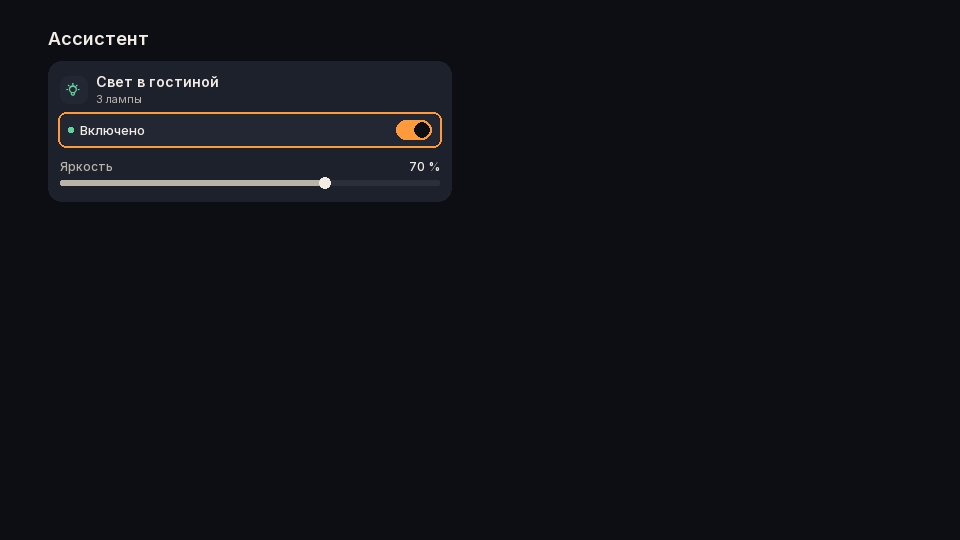 Ассистент
Свет в гостиной
3 лампы
Включено
Яркость 70 %